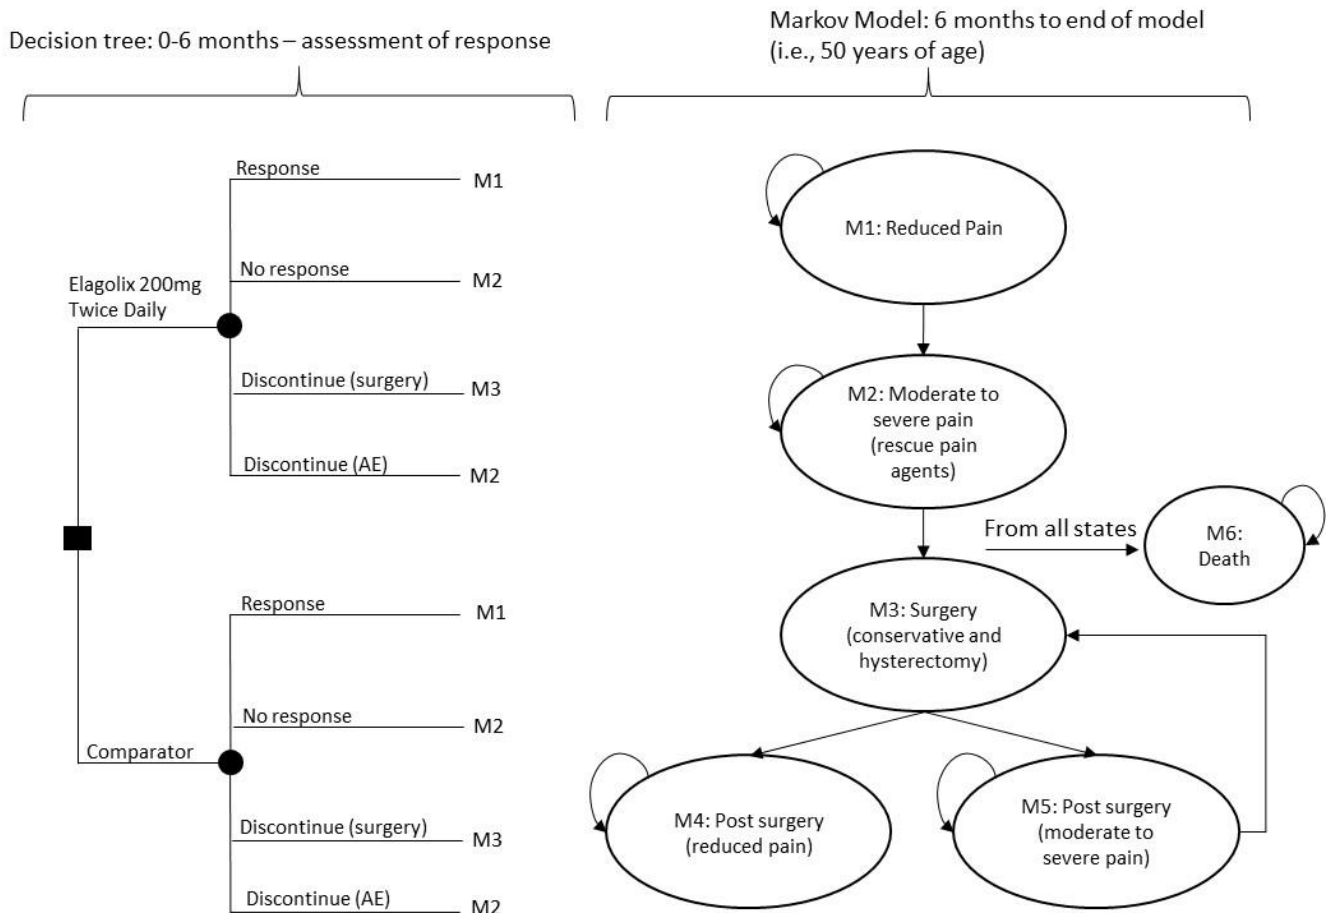 Decision tree: 0-6 months – assessment of response
Markov Model: 6 months to end of model
(i.e., 50 years of age)
Response
M1
No response
M2
Elagolix 200mg
Twice Daily
Discontinue (surgery)
M3
Discontinue (AE)
M2
Response
M1
No response
M2
Comparator
Discontinue (surgery)
M3
Discontinue (AE)
M2
M1: Reduced Pain
M2: Moderate to
severe pain
(rescue pain
agents)
From all states
M6:
Death
M3: Surgery
(conservative and
hysterectomy)
M4: Post surgery
(reduced pain)
M5: Post surgery
(moderate to
severe pain)